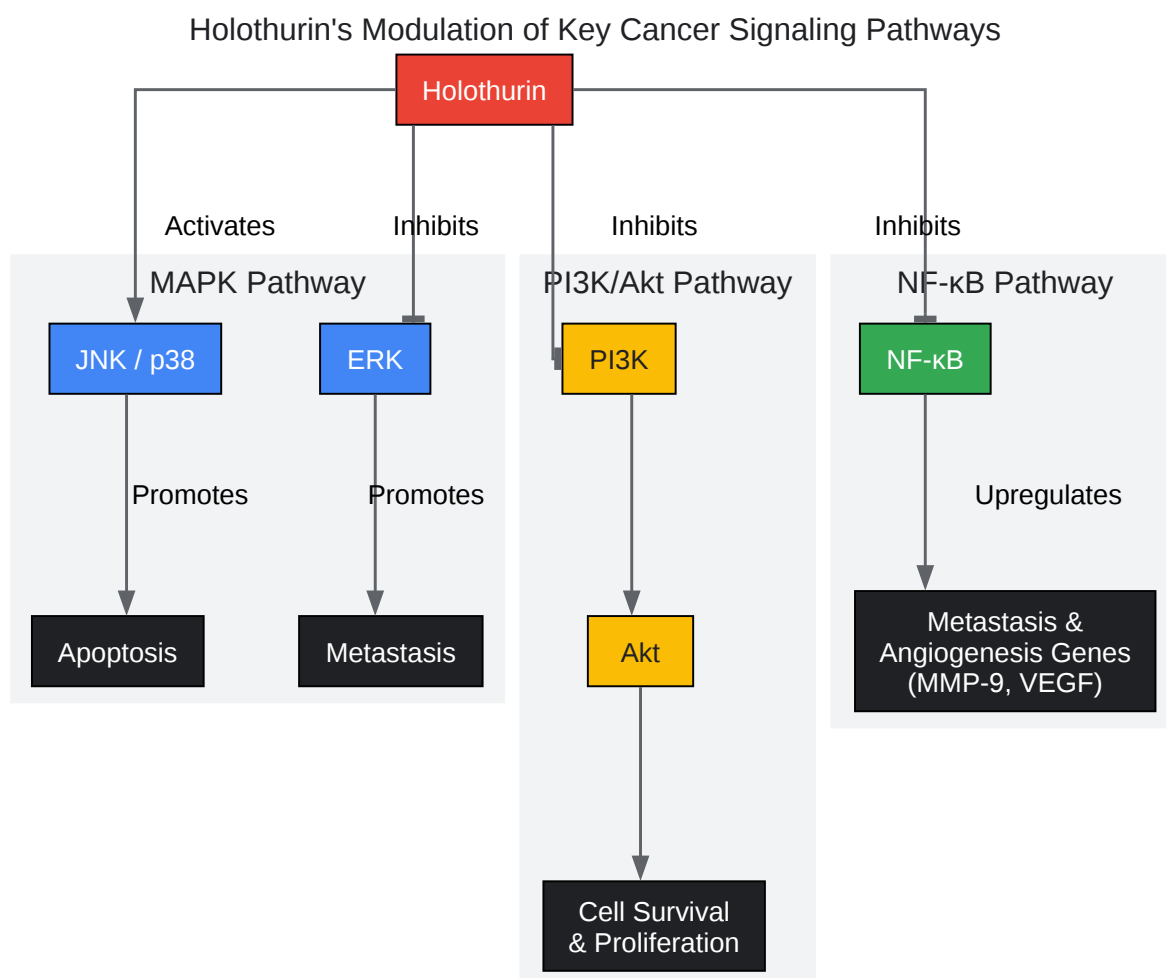 Holothurin's Modulation of Key Cancer Signaling Pathways
Holothurin
Activates
Inhibits
Inhibits
Inhibits
MAPK Pathway
PI3K/Akt Pathway
NF-κB Pathway
JNK / p38
ERK
PI3K
NF-κB
Promotes
Promotes
Upregulates
Apoptosis
Metastasis
Akt
Metastasis &
Angiogenesis Genes
(MMP-9, VEGF)
Cell Survival
& Proliferation